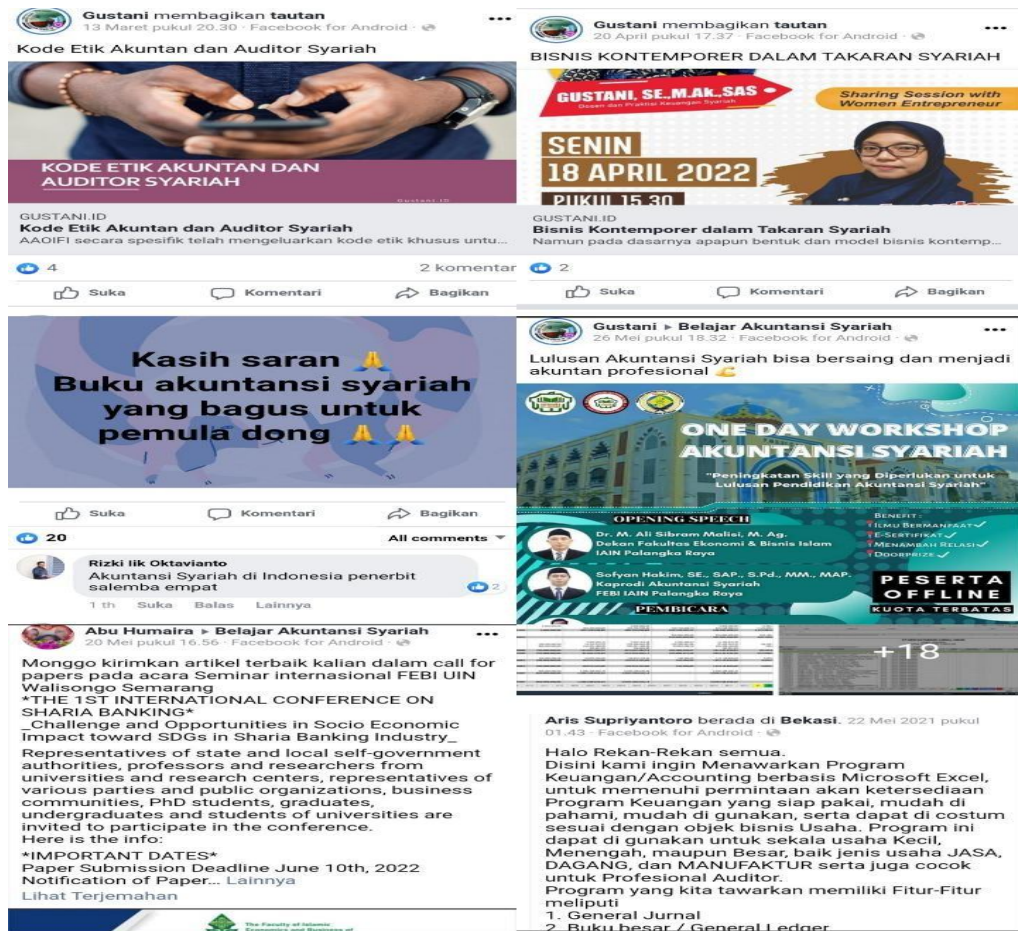 Gustani membagikan tautan
13 Maret pukul 20.30 · Facebook for Android ·
Kode Etik Akuntan dan Auditor Syariah
KODE ETIK AKUNTAN DAN
AUDITOR SYARIAH
Gustani.ID
GUSTANI.ID
Kode Etik Akuntan dan Auditor Syariah
AAOIFI secara spesifik telah mengeluarkan kode etik khusus untu...
4
2 komentar
Suka Komentari Bagikan
Gustani membagikan tautan
20 April pukul 17.37 · Facebook for Android ·
BISNIS KONTEMPORER DALAM TAKARAN SYARIAH
GUSTANI, SE.,M.Ak.,SAS
Dosen dan Praktisi Keuangan Syariah
Sharing Session with
Women Entrepreneur
SENIN
18 APRIL 2022
PUKUL 15.30
GUSTANI.ID
Bisnis Kontemporer dalam Takaran Syariah
Namun pada dasarnya apapun bentuk dan model bisnis kontemp...
2
Suka Komentari Bagikan
Kasih saran 🙏
Buku akuntansi syariah
yang bagus untuk
pemula dong 🙏🙏
Suka Komentari Bagikan
20
All comments
Rizki Iik Oktavianto
Akuntansi Syariah di Indonesia penerbit
salemba empat
2
1 th Suka Balas Lainnya
Gustani ▸ Belajar Akuntansi Syariah
26 Mei pukul 18.32 · Facebook for Android ·
Lulusan Akuntansi Syariah bisa bersaing dan menjadi
akuntan profesional 💪
ONE DAY WORKSHOP
AKUNTANSI SYARIAH
"Peningkatan Skill yang Diperlukan untuk
Lulusan Pendidikan Akuntansi Syariah"
OPENING SPEECH
Dr. M. Ali Sibram Malisi, M. Ag.
Dekan Fakultas Ekonomi & Bisnis Islam
IAIN Palangka Raya
Sofyan Hakim, SE., SAP., S.Pd., MM., MAP.
Kaprodi Akuntansi Syariah
FEBI IAIN Palangka Raya
PEMBICARA
BENEFIT :
ILMU BERMANFAAT✓
E-SERTIFIKAT✓
MENAMBAH RELASI✓
DOORPRIZE✓
PESERTA
OFFLINE
KUOTA TERBATAS
Abu Humaira ▸ Belajar Akuntansi Syariah
20 Mei pukul 16.56 · Facebook for Android ·
Monggo kirimkan artikel terbaik kalian dalam call for
papers pada acara Seminar internasional FEBI UIN
Walisongo Semarang
*THE 1ST INTERNATIONAL CONFERENCE ON
SHARIA BANKING*
_Challenge and Opportunities in Socio Economic
Impact toward SDGs in Sharia Banking Industry_
Representatives of state and local self-government
authorities, professors and researchers from
universities and research centers, representatives of
various parties and public organizations, business
communities, PhD students, graduates,
undergraduates and students of universities are
invited to participate in the conference.
Here is the info:
*IMPORTANT DATES*
Paper Submission Deadline June 10th, 2022
Notification of Paper... Lainnya
Lihat Terjemahan
The Faculty of Islamic
Economics and Business of
+18
Aris Supriyantoro berada di Bekasi. 22 Mei 2021 pukul
01.43 · Facebook for Android ·
Halo Rekan-Rekan semua.
Disini kami ingin Menawarkan Program
Keuangan/Accounting berbasis Microsoft Excel,
untuk memenuhi permintaan akan ketersediaan
Program Keuangan yang siap pakai, mudah di
pahami, mudah di gunakan, serta dapat di costum
sesuai dengan objek bisnis Usaha. Program ini
dapat di gunakan untuk sekala usaha Kecil,
Menengah, maupun Besar, baik jenis usaha JASA,
DAGANG, dan MANUFAKTUR serta juga cocok
untuk Profesional Auditor.
Program yang kita tawarkan memiliki Fitur-Fitur
meliputi
1. General Jurnal
2. Buku besar / General Ledger